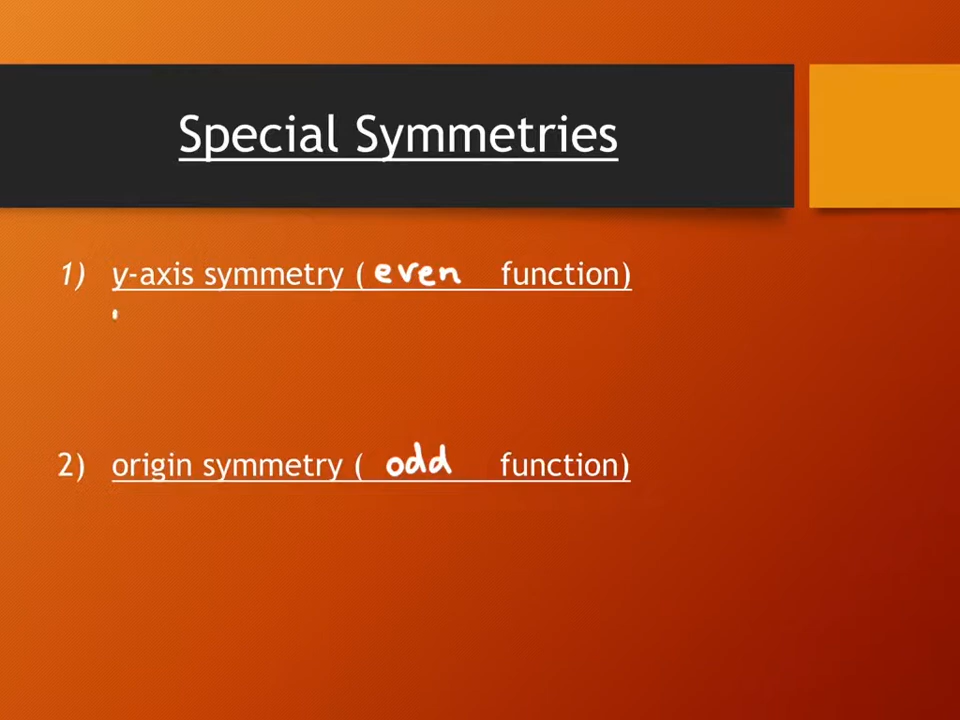 Special Symmetries
1) y-axis symmetry ( even function)
2) origin symmetry ( odd function)